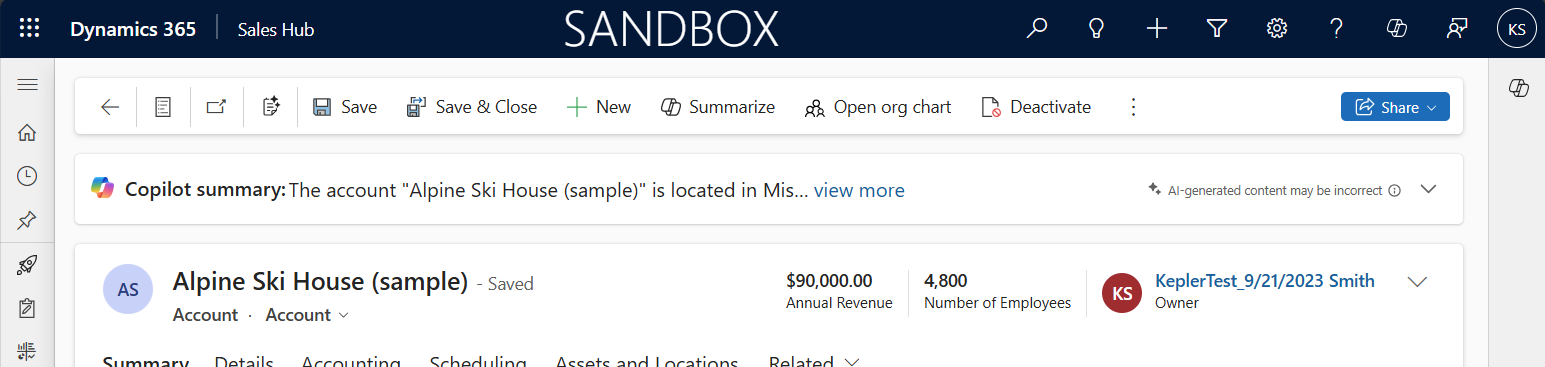 Dynamics 365 Sales Hub SANDBOX KS
Save Save & Close New Summarize Open org chart Deactivate Share
Copilot summary: The account "Alpine Ski House (sample)" is located in Mis... view more AI-generated content may be incorrect
AS Alpine Ski House (sample) - Saved $90,000.00 4,800 KS KeplerTest_9/21/2023 Smith
Account · Account Annual Revenue Number of Employees Owner
Summary Details Accounting Scheduling Assets and Locations Related